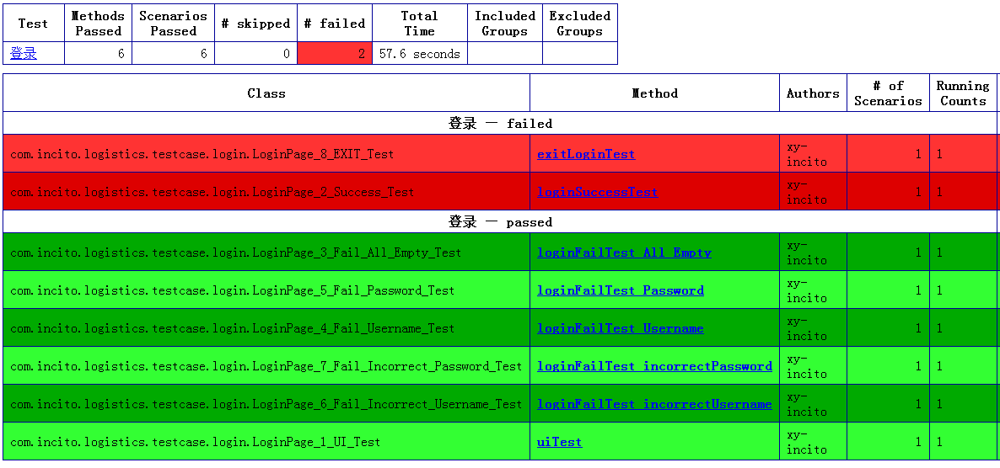 Test Methods Passed Scenarios Passed # skipped # failed Total Time Included Groups Excluded Groups
登录 6 6 0 2 57.6 seconds
Class Method Authors # of Scenarios Running Counts
登录 — failed
com.incito.logistics.testcase.login.LoginPage_8_EXIT_Test exitLoginTest xy-incito 1 1
com.incito.logistics.testcase.login.LoginPage_2_Success_Test loginSuccessTest xy-incito 1 1
登录 — passed
com.incito.logistics.testcase.login.LoginPage_3_Fail_All_Empty_Test loginFailTest_All_Empty xy-incito 1 1
com.incito.logistics.testcase.login.LoginPage_5_Fail_Password_Test loginFailTest_Password xy-incito 1 1
com.incito.logistics.testcase.login.LoginPage_4_Fail_Username_Test loginFailTest_Username xy-incito 1 1
com.incito.logistics.testcase.login.LoginPage_7_Fail_Incorrect_Password_Test loginFailTest_incorrectPassword xy-incito 1 1
com.incito.logistics.testcase.login.LoginPage_6_Fail_Incorrect_Username_Test loginFailTest_incorrectUsername xy-incito 1 1
com.incito.logistics.testcase.login.LoginPage_1_UI_Test uiTest xy-incito 1 1